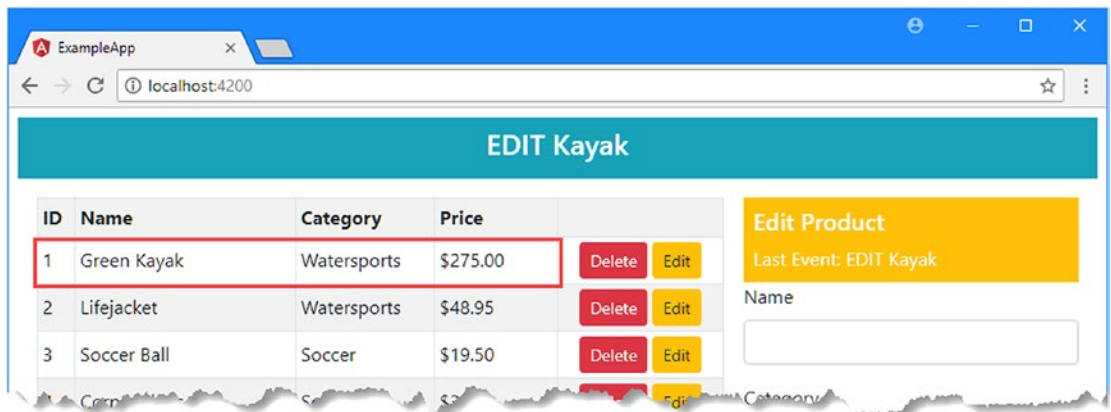 ExampleApp
localhost:4200
EDIT Kayak
ID Name Category Price
1 Green Kayak Watersports $275.00 Delete Edit
2 Lifejacket Watersports $48.95 Delete Edit
3 Soccer Ball Soccer $19.50 Delete Edit
Edit Product
Last Event: EDIT Kayak
Name
Category